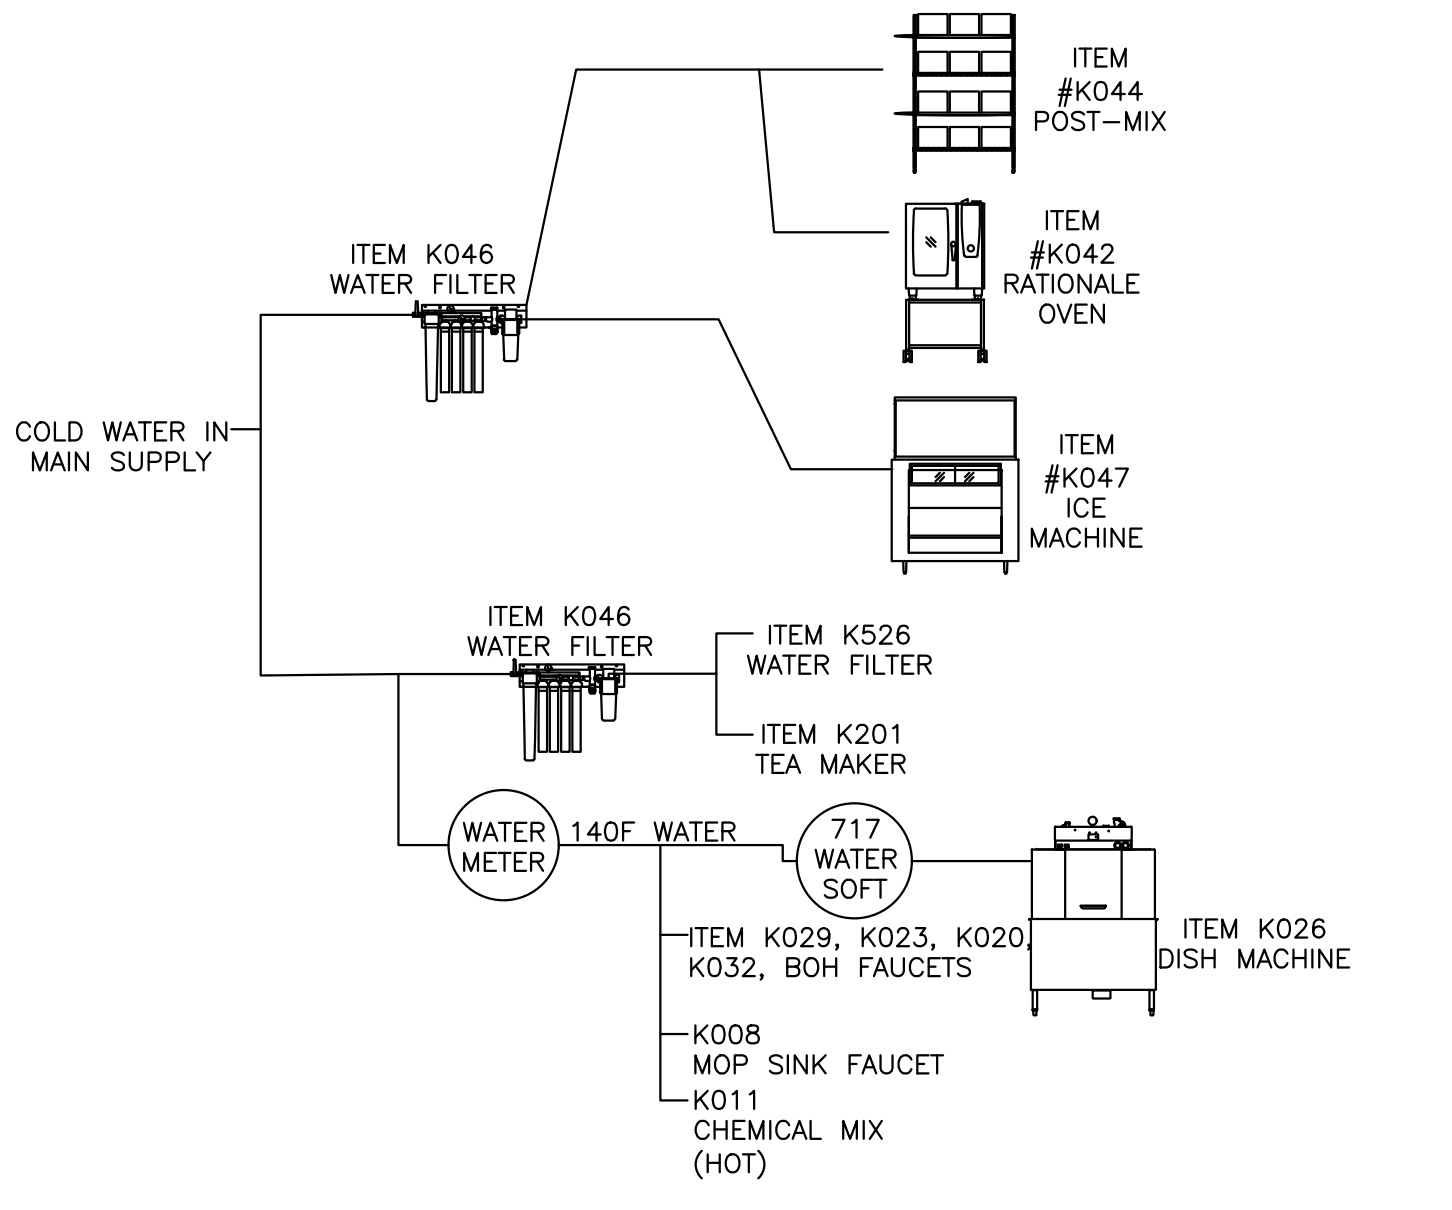 ITEM
#K044
POST-MIX
ITEM
#K042
RATIONALE
OVEN
ITEM K046
WATER FILTER
COLD WATER IN
MAIN SUPPLY
ITEM
#K047
ICE
MACHINE
ITEM K046
WATER FILTER
ITEM K526
WATER FILTER
ITEM K201
TEA MAKER
WATER
METER
140F WATER
717
WATER
SOFT
ITEM K029, K023, K020,
K032, BOH FAUCETS
ITEM K026
DISH MACHINE
K008
MOP SINK FAUCET
K011
CHEMICAL MIX
(HOT)